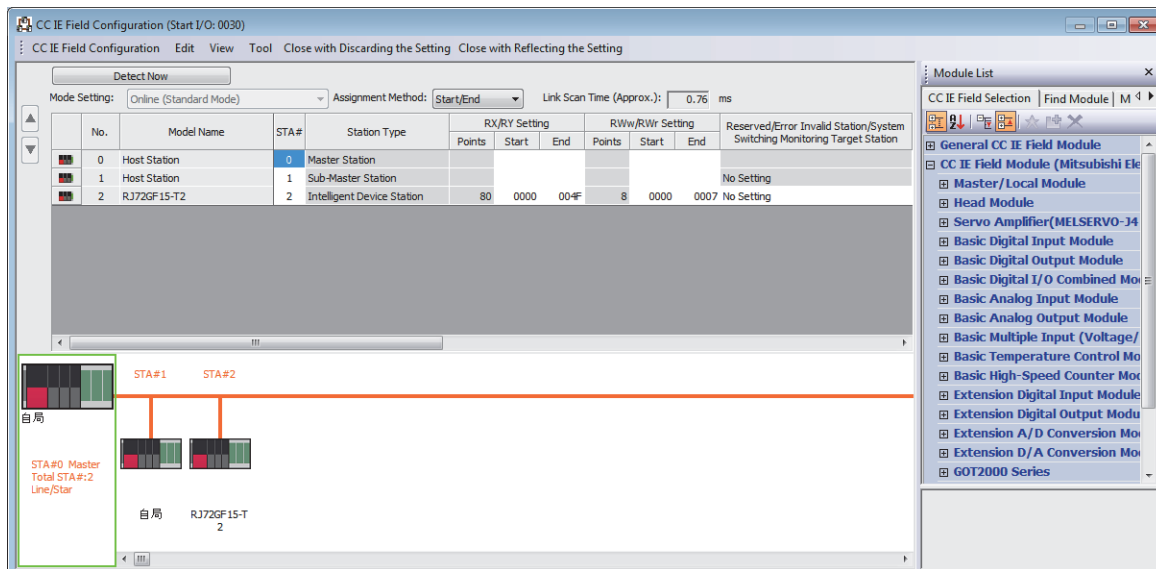 CC IE Field Configuration (Start I/O: 0030)
CC IE Field Configuration Edit View Tool Close with Discarding the Setting Close with Reflecting the Setting
Detect Now
Mode Setting: Online (Standard Mode) Assignment Method: Start/End Link Scan Time (Approx.): 0.76 ms
No. Model Name STA# Station Type RX/RY Setting RWw/RWr Setting Reserved/Error Invalid Station/System Switching Monitoring Target Station
Points Start End Points Start End
0 Host Station 0 Master Station
1 Host Station 1 Sub-Master Station No Setting
2 RJ72GF15-T2 2 Intelligent Device Station 80 0000 004F 8 0000 0007 No Setting
STA#1 STA#2
自局
STA#0 Master
Total STA#:2
Line/Star
自局 RJ72GF15-T
2
Module List
CC IE Field Selection Find Module M
General CC IE Field Module
CC IE Field Module (Mitsubishi Ele
Master/Local Module
Head Module
Servo Amplifier(MELSERVO-J4
Basic Digital Input Module
Basic Digital Output Module
Basic Digital I/O Combined Mo
Basic Analog Input Module
Basic Analog Output Module
Basic Multiple Input (Voltage/
Basic Temperature Control Mo
Basic High-Speed Counter Mo
Extension Digital Input Module
Extension Digital Output Modu
Extension A/D Conversion Mo
Extension D/A Conversion Mo
GOT2000 Series